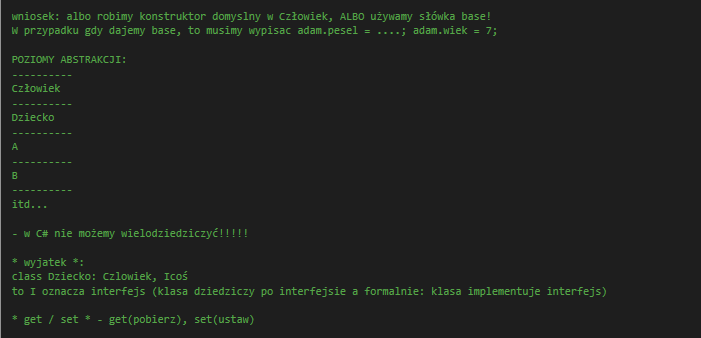 wniosek: albo robimy konstruktor domyslny w Człowiek, ALBO używamy słówka base!
W przypadku gdy dajemy base, to musimy wypisac adam.pesel = ....; adam.wiek = 7;
POZIOMY ABSTRAKCJI:
----------
Człowiek
----------
Dziecko
----------
A
----------
B
----------
itd...
- w C# nie możemy wielodziedziczyć!!!!!
* wyjatek *:
class Dziecko: Czlowiek, Icoś
to I oznacza interfejs (klasa dziedziczy po interfejsie a formalnie: klasa implementuje interfejs)
* get / set * - get(pobierz), set(ustaw)